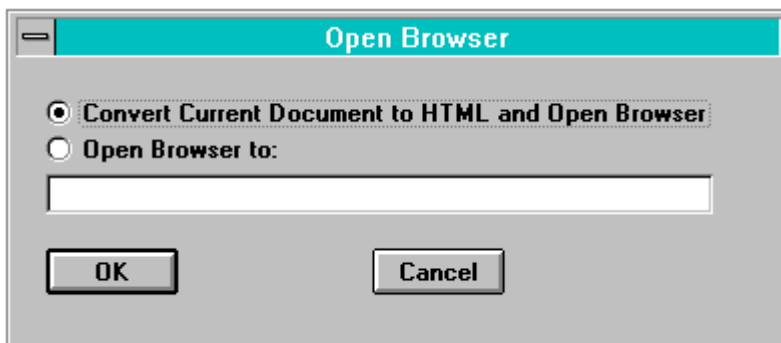 Open Browser
Convert Current Document to HTML and Open Browser
Open Browser to:
OK Cancel